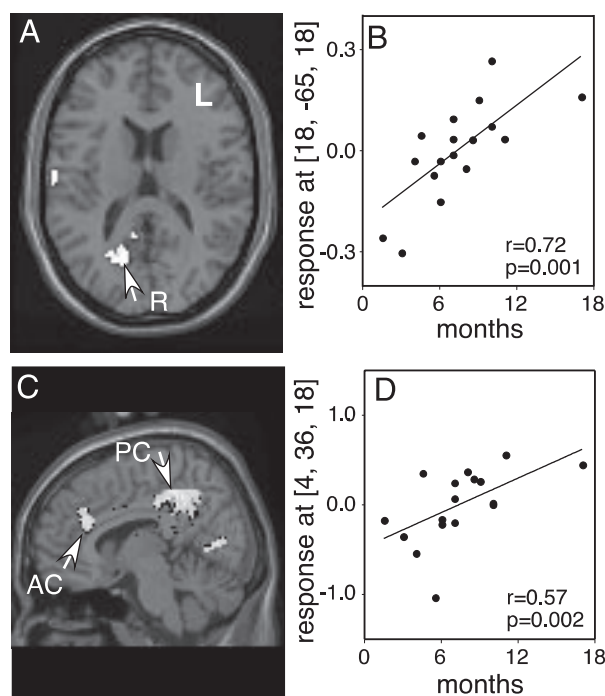 A
L
R
B
response at [18, -65, 18]
0.3
0.0
-0.3
r=0.72
p=0.001
0
6
12
18
months
C
PC
AC
D
response at [4, 36, 18]
1.0
0.0
-1.0
r=0.57
p=0.002
0
6
12
18
months